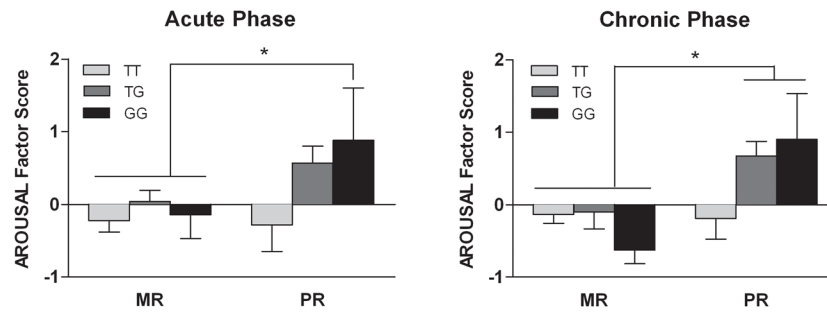 Acute Phase
AROUSAL Factor Score
2
1
0
-1
TT
TG
GG
*
MR
PR
Chronic Phase
AROUSAL Factor Score
2
1
0
-1
TT
TG
GG
*
MR
PR